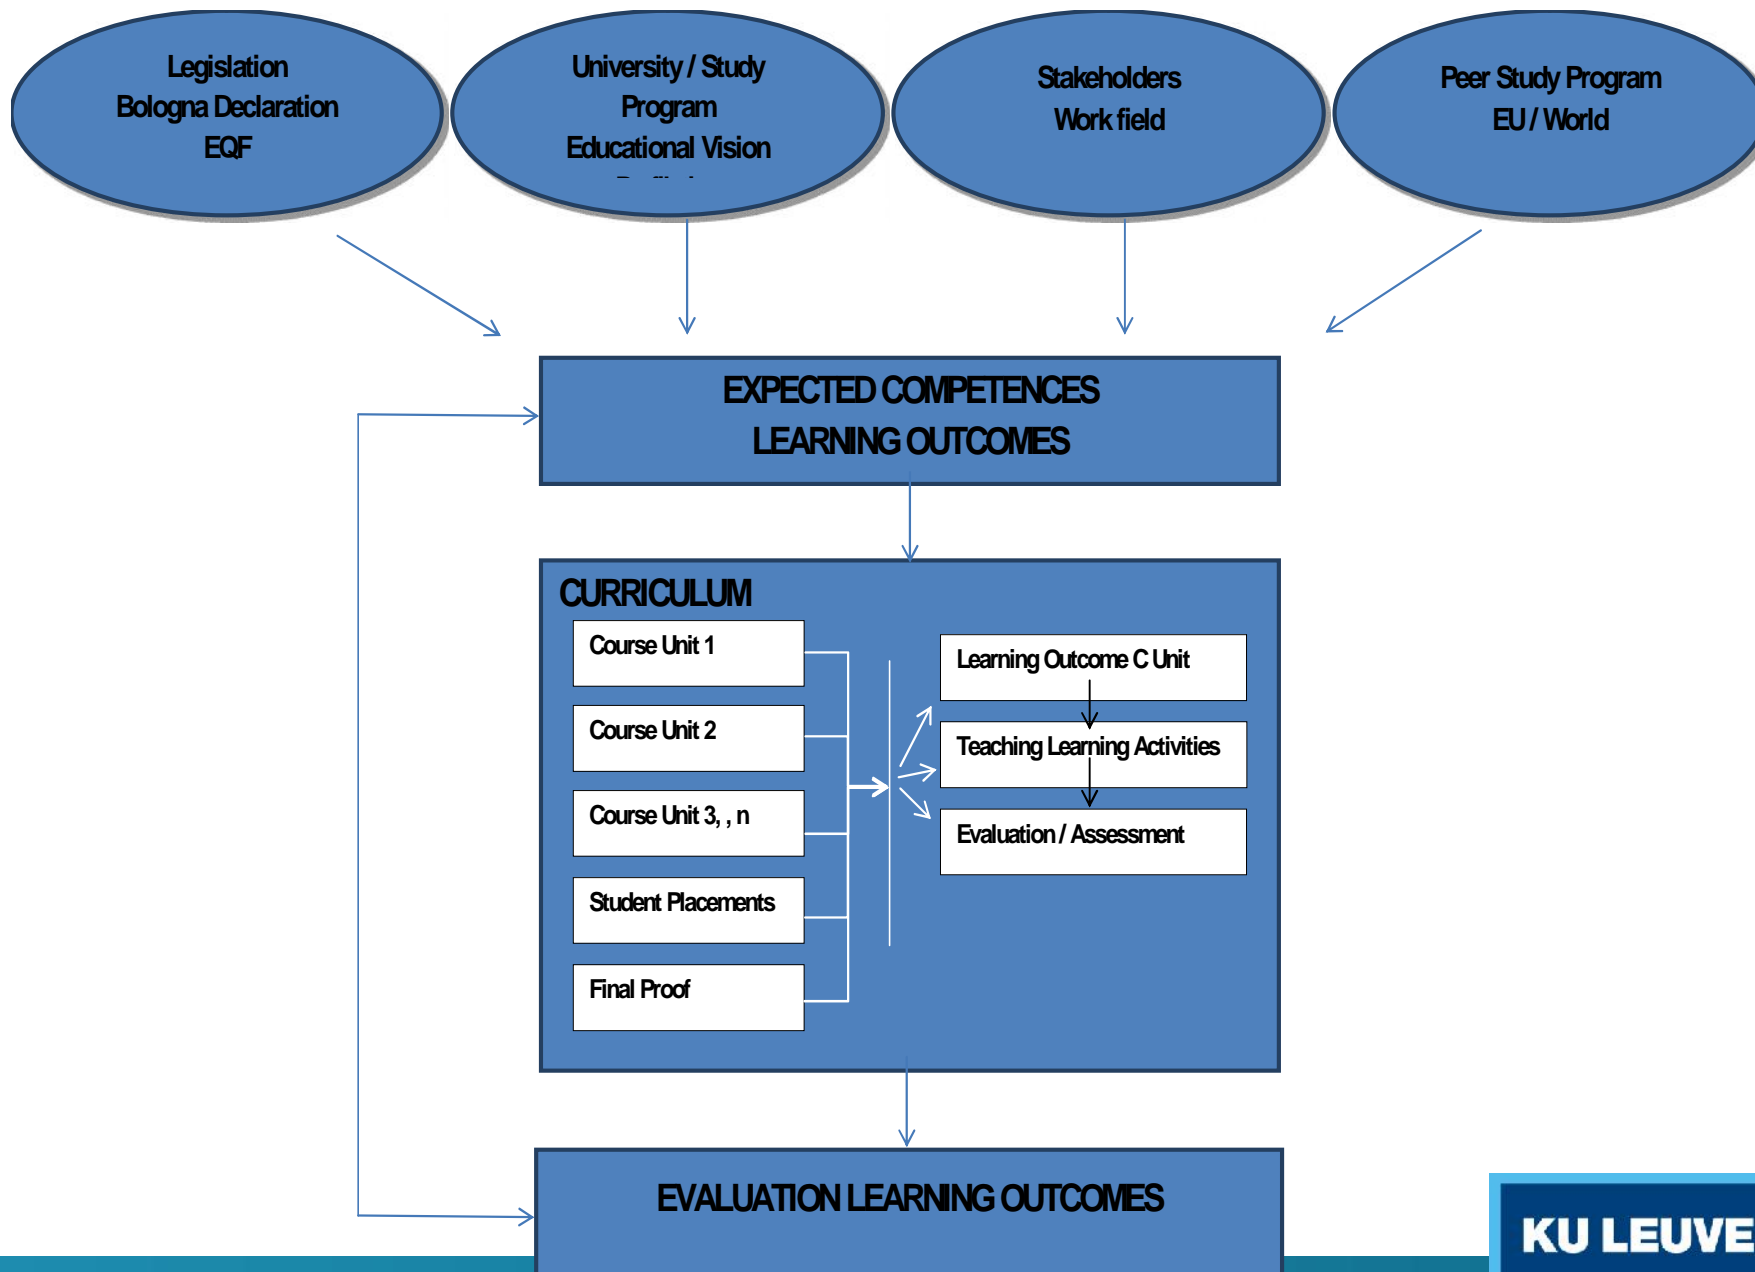 Legislation
Bologna Declaration
EQF
University / Study
Program
Educational Vision
Stakeholders
Work field
Peer Study Program
EU / World
EXPECTED COMPETENCES
LEARNING OUTCOMES
CURRICULUM
Course Unit 1
Course Unit 2
Course Unit 3, , n
Student Placements
Final Proof
Learning Outcome C Unit
Teaching Learning Activities
Evaluation / Assessment
EVALUATION LEARNING OUTCOMES
KU LEUVE